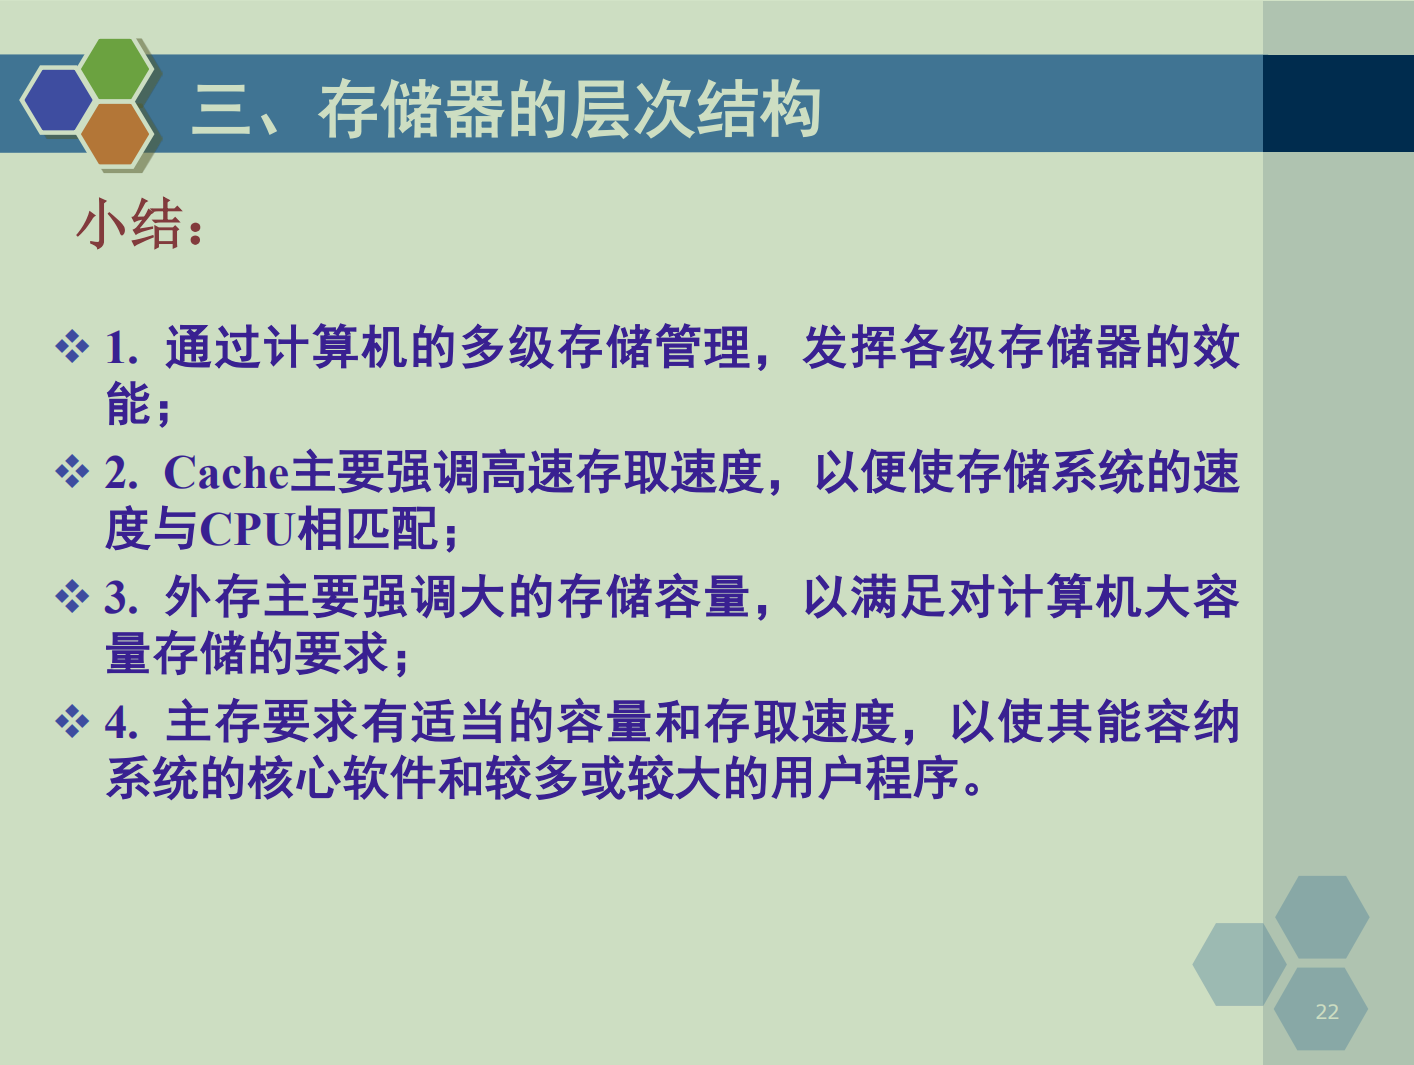 三、存储器的层次结构
小结：
1. 通过计算机的多级存储管理，发挥各级存储器的效
能；
2. Cache主要强调高速存取速度，以便使存储系统的速
度与CPU相匹配；
3. 外存主要强调大的存储容量，以满足对计算机大容
量存储的要求；
4. 主存要求有适当的容量和存取速度，以使其能容纳
系统的核心软件和较多或较大的用户程序。
22